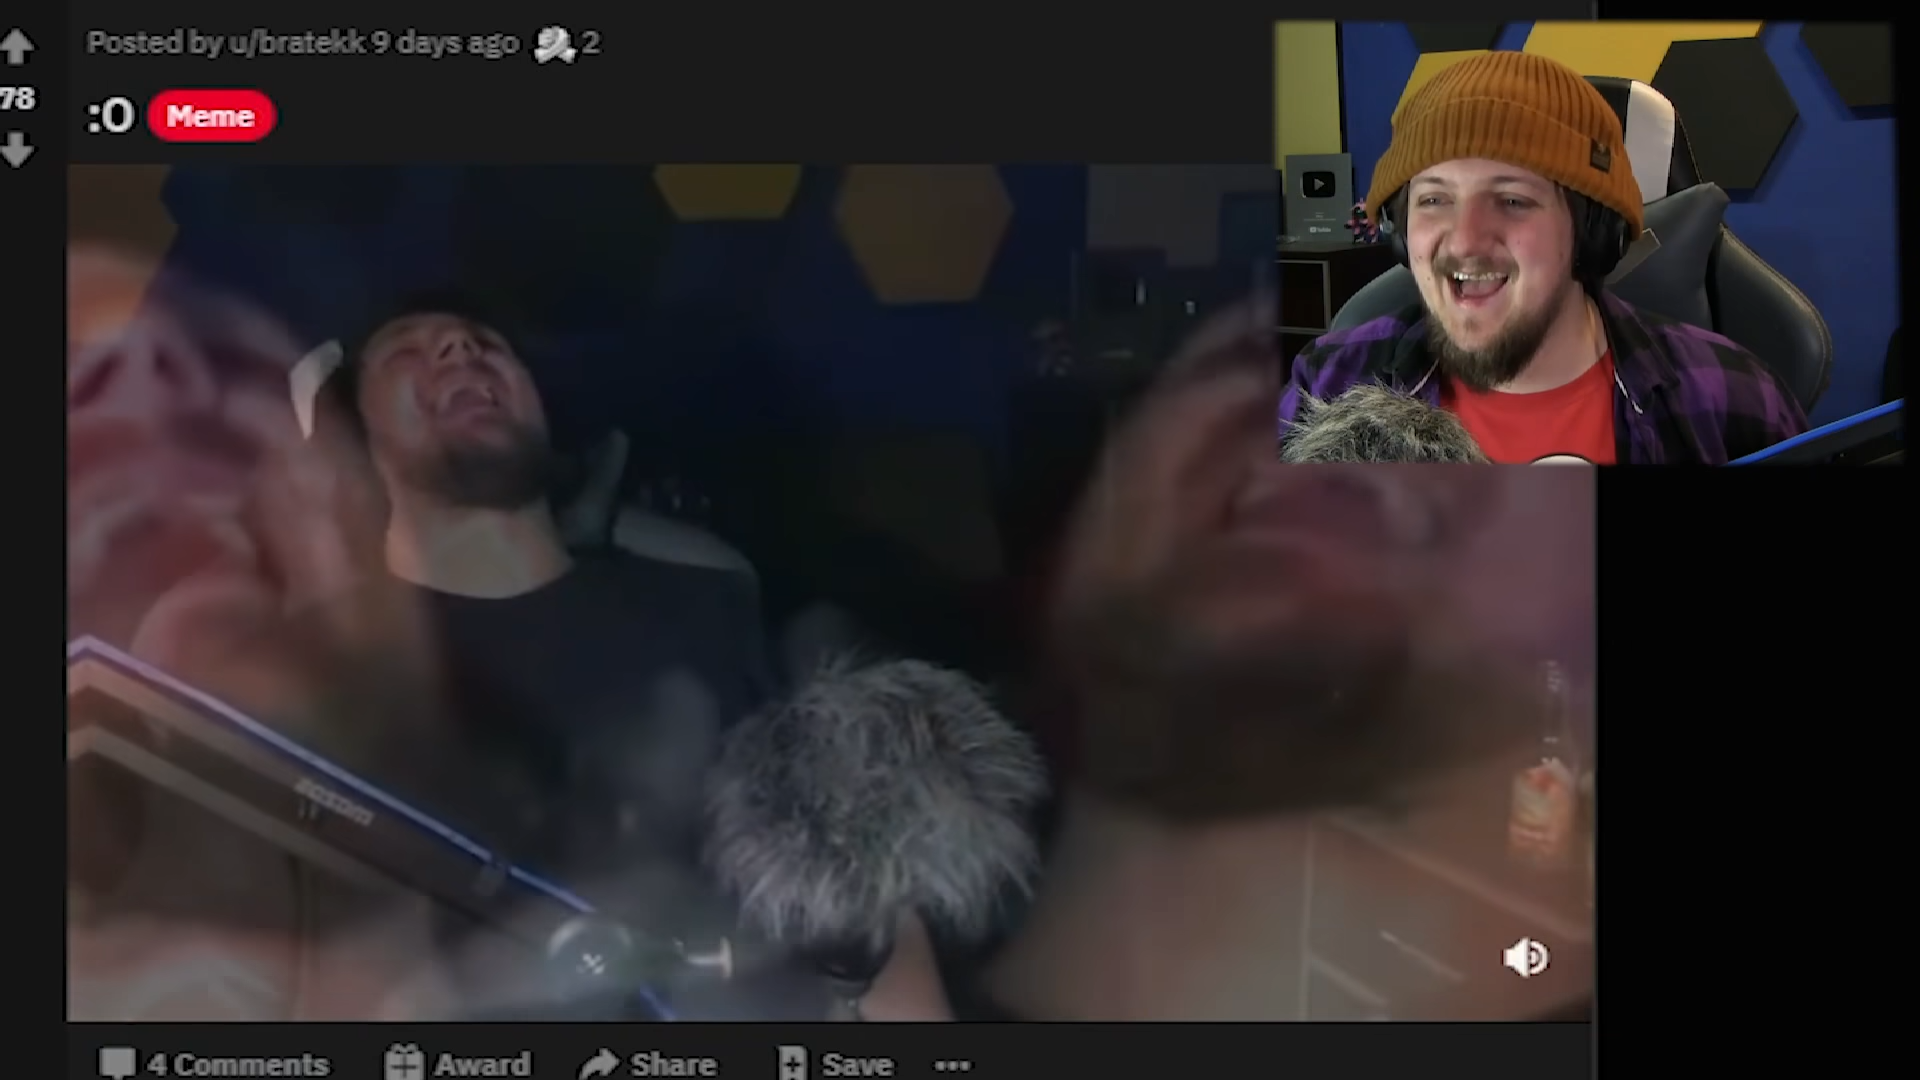 Posted by u/bratekk 9 days ago 2
78
:O Meme
4 Comments Award Share Save